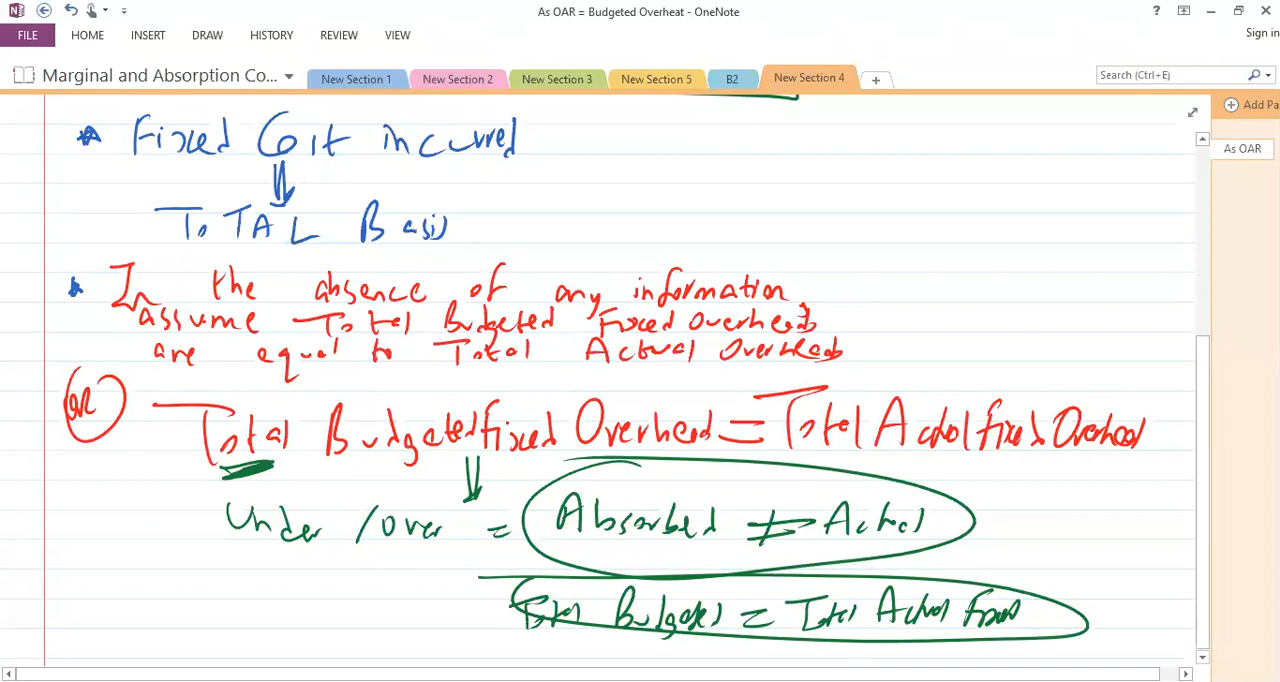 As OAR = Budgeted Overheat - OneNote
Sign in
FILE HOME INSERT DRAW HISTORY REVIEW VIEW
Marginal and Absorption Co... New Section 1 New Section 2 New Section 3 New Section 5 B2 New Section 4 Search (Ctrl+E)
Add Pa
As OAR
Fixed Cost incurred
ToTAL Basis
In the absence of any information,
assume Total Budgeted Fixed Overheads
are equal to Total Actual Overheads
OR
Total Budgeted Fixed Overhead = Total Actual Fixed Overhead
Under / over = Absorbed ≠ Actual
Total Budgeted = Total Actual Fixed